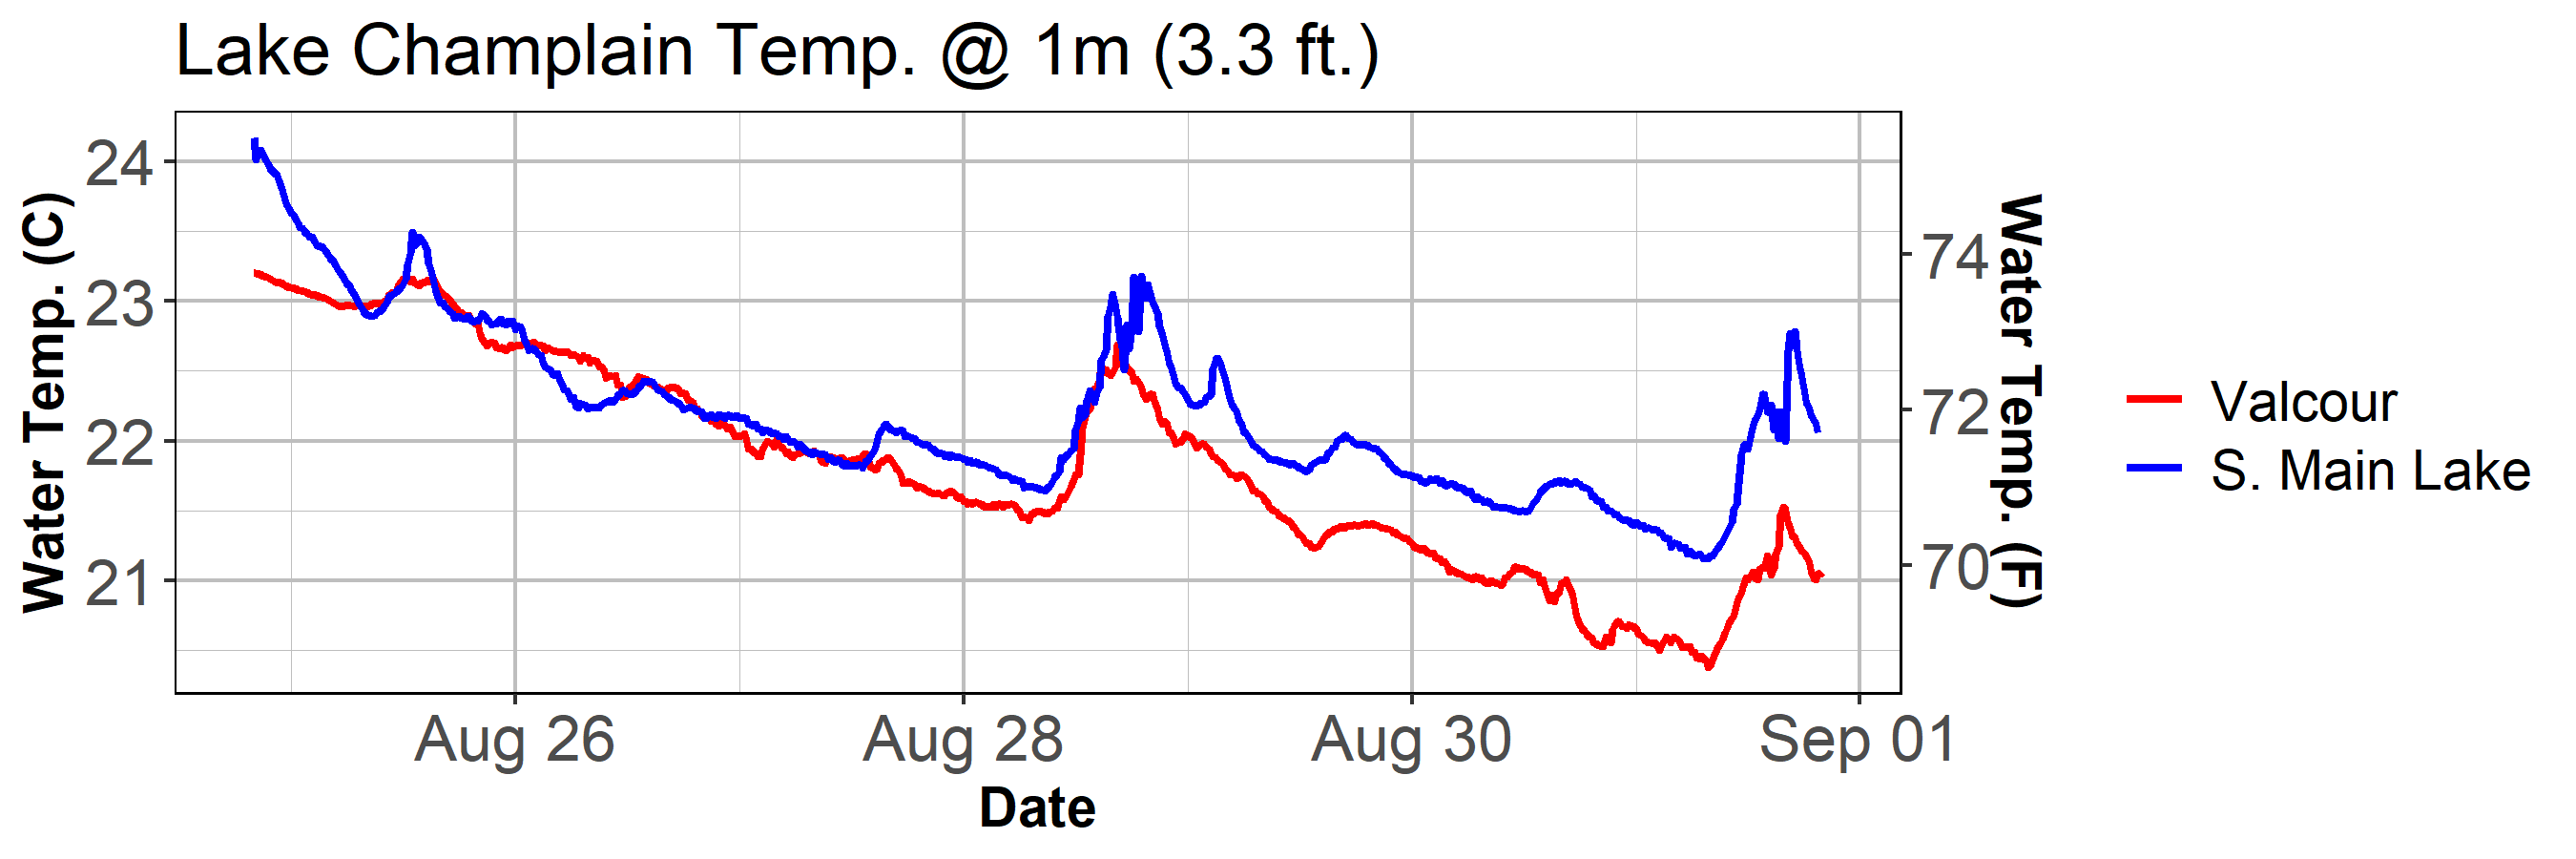 Lake Champlain Temp. @ 1m (3.3 ft.)
Water Temp. (C)
24
23
22
21
Water Temp. (F)
74
72
70
Aug 26
Aug 28
Aug 30
Sep 01
Date
Valcour
S. Main Lake